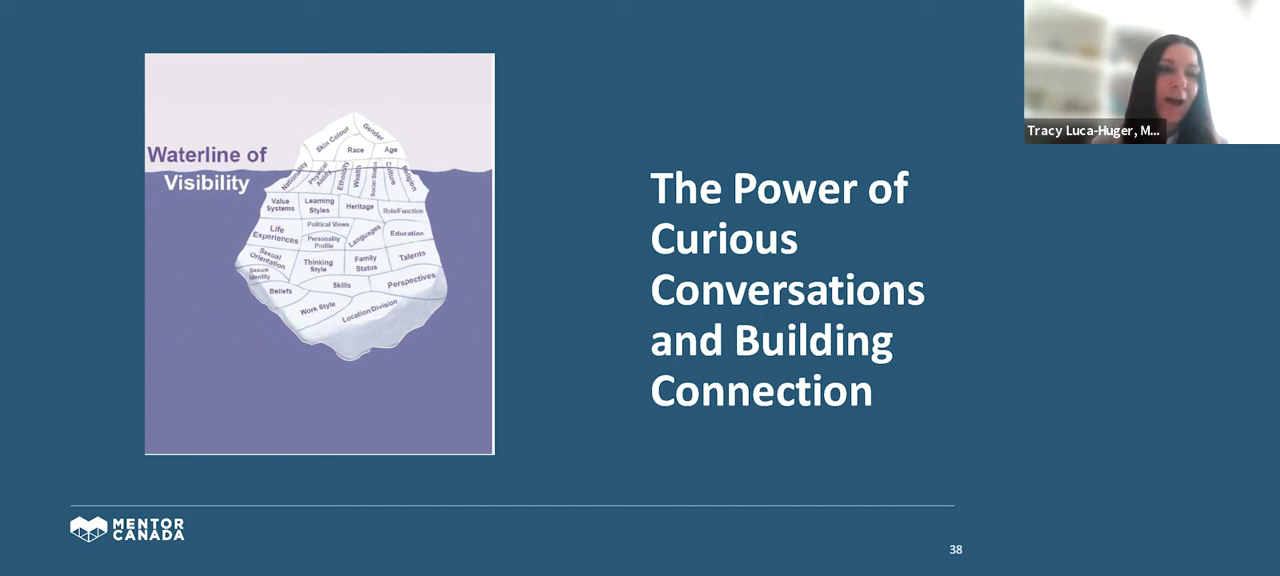 Tracy Luca-Huger, M...
Waterline of
Visibility
Skin Colour
Gender
Race
Age
Nationality
Physical
Ability
Ethnicity
Wealth
Social Status
Culture
Religion
Value
Systems
Learning
Styles
Heritage
Role/Function
Life
Experiences
Political Views
Personality
Profile
Languages
Education
Sexual
Orientation
Sexual
Identity
Thinking
Style
Family
Status
Talents
Beliefs
Skills
Perspectives
Work Style
Location/Division
The Power of
Curious
Conversations
and Building
Connection
MENTOR
CANADA
38